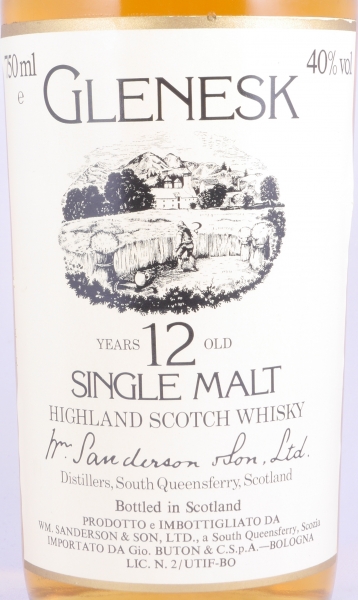 750ml
e
40% vol
GLENESK
YEARS 12 OLD
SINGLE MALT
HIGHLAND SCOTCH WHISKY
Wm. Sanderson & Son, Ltd.
Distillers, South Queensferry, Scotland
Bottled in Scotland
PRODOTTO e IMBOTTIGLIATO DA
WM. SANDERSON & SON, LTD., a South Queensferry, Scozia
IMPORTATO DA Gio. BUTON & C.S.p.A.—BOLOGNA
LIC. N. 2/UTIF-BO